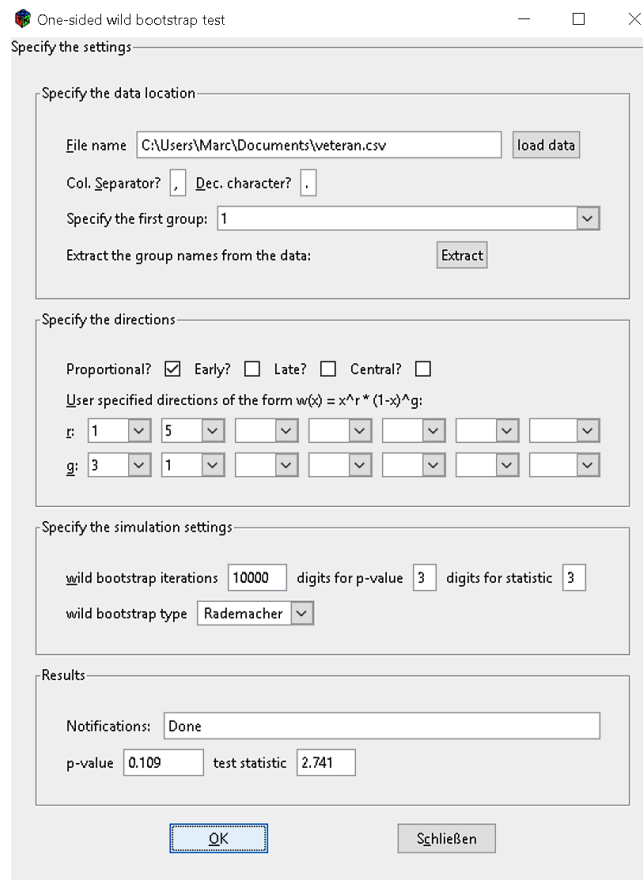 One-sided wild bootstrap test
Specify the settings
Specify the data location
File name C:\Users\Marc\Documents\veteran.csv load data
Col. Separator? , Dec. character? .
Specify the first group: 1
Extract the group names from the data: Extract
Specify the directions
Proportional? Early? Late? Central?
User specified directions of the form w(x) = x^r * (1-x)^g:
r: 1 5
g: 3 1
Specify the simulation settings
wild bootstrap iterations 10000 digits for p-value 3 digits for statistic 3
wild bootstrap type Rademacher
Results
Notifications: Done
p-value 0.109 test statistic 2.741
OK Schließen